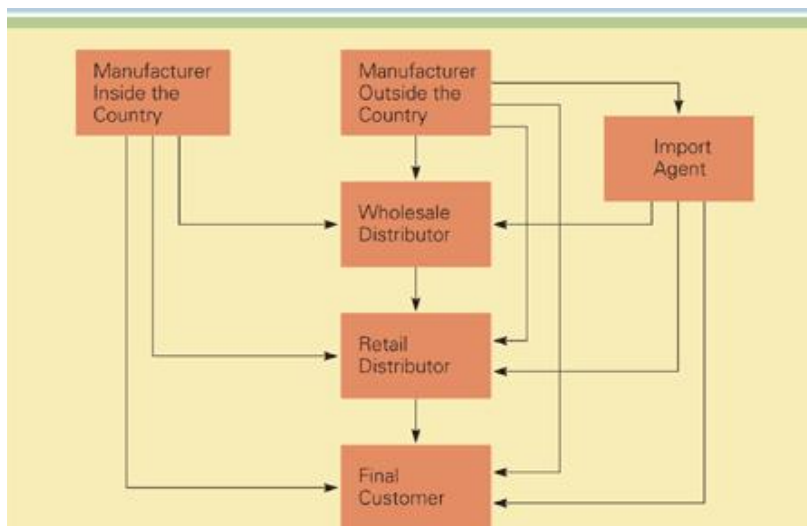 Manufacturer
Inside the
Country
Manufacturer
Outside the
Country
Import
Agent
Wholesale
Distributor
Retail
Distributor
Final
Customer